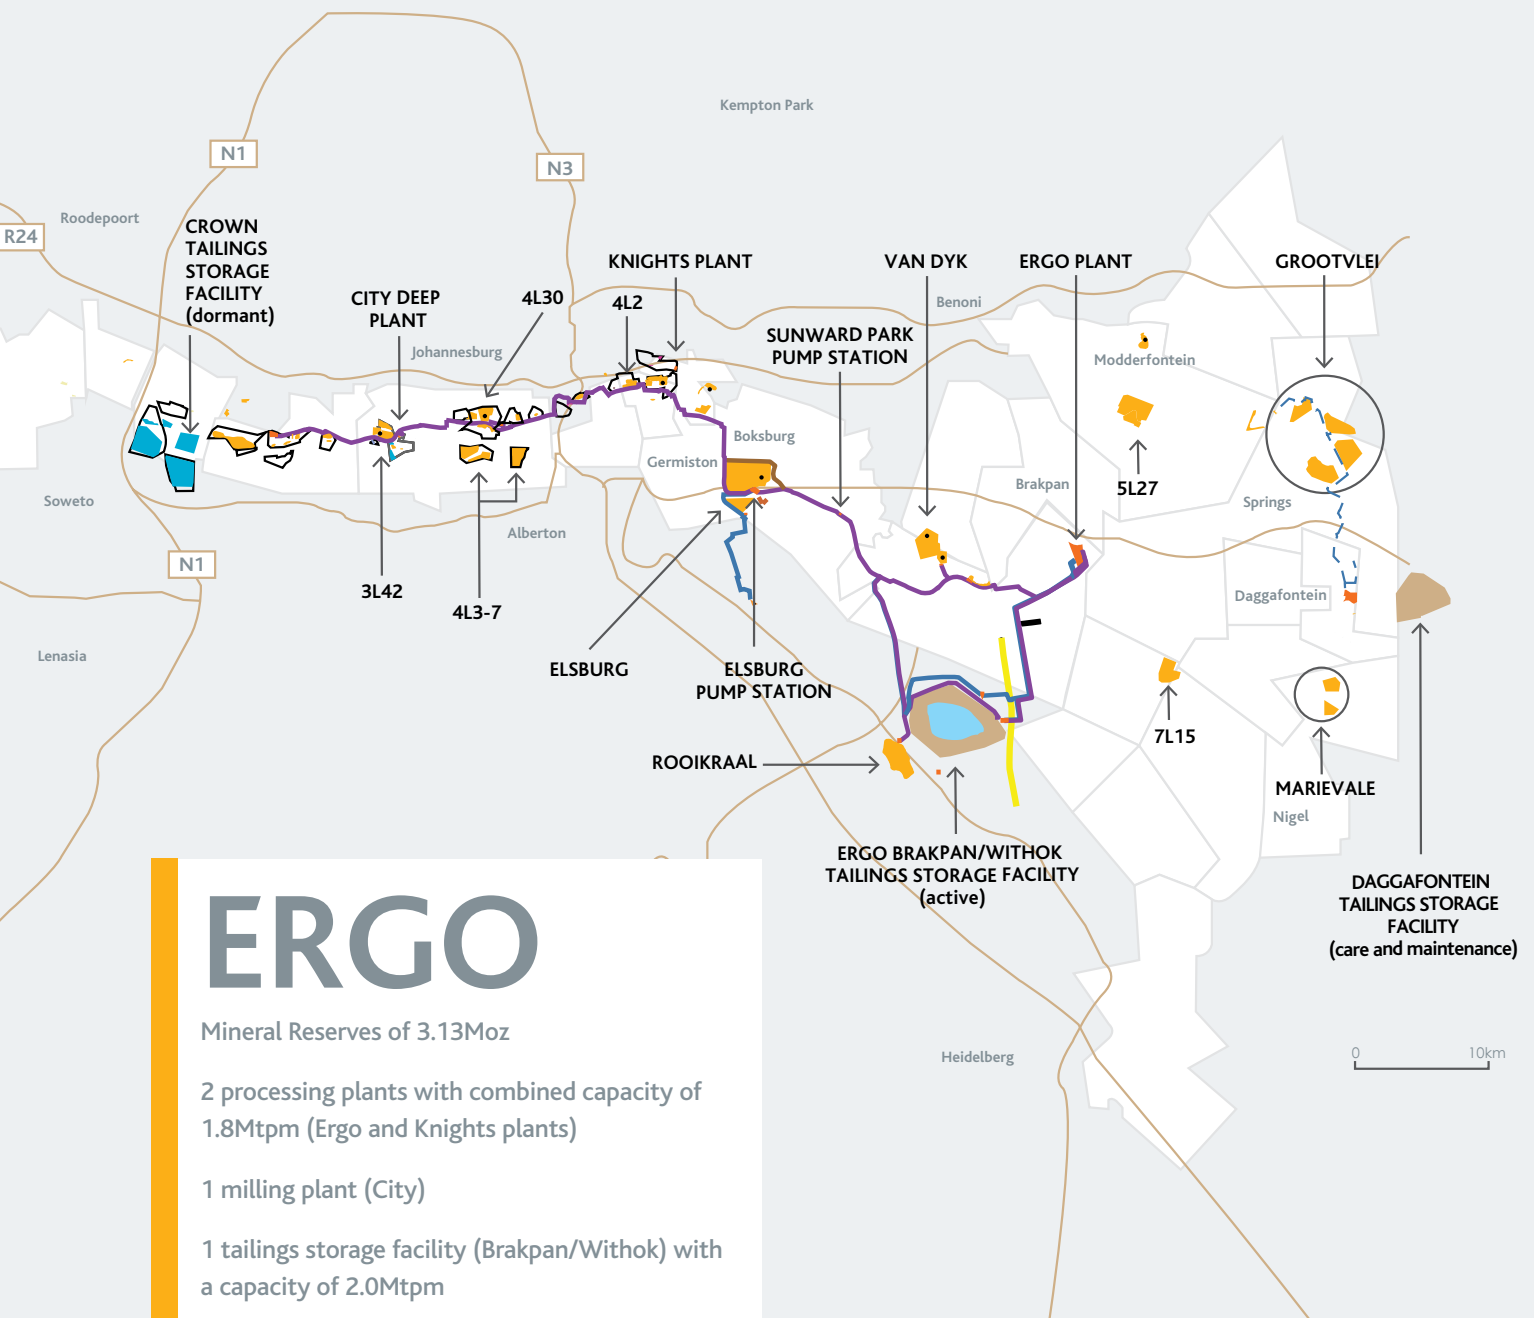 Kempton Park
N1
N3
Roodepoort
R24
CROWN
TAILINGS
STORAGE
FACILITY
(dormant)
KNIGHTS PLANT
VAN DYK
ERGO PLANT
GROOTVLEI
CITY DEEP
PLANT
4L30
4L2
Benoni
SUNWARD PARK
PUMP STATION
Johannesburg
Modderfontein
Boksburg
Germiston
Brakpan
5L27
Springs
Soweto
Alberton
N1
3L42
4L3-7
Daggafontein
Lenasia
ELSBURG
ELSBURG
PUMP STATION
7L15
ROOIKRAAL
MARIEVALE
Nigel
ERGO BRAKPAN/WITHOK
TAILINGS STORAGE FACILITY
(active)
DAGGAFONTEIN
TAILINGS STORAGE
FACILITY
(care and maintenance)
Heidelberg
0 10km
ERGO
Mineral Reserves of 3.13Moz
2 processing plants with combined capacity of
1.8Mtpm (Ergo and Knights plants)
1 milling plant (City)
1 tailings storage facility (Brakpan/Withok) with
a capacity of 2.0Mtpm